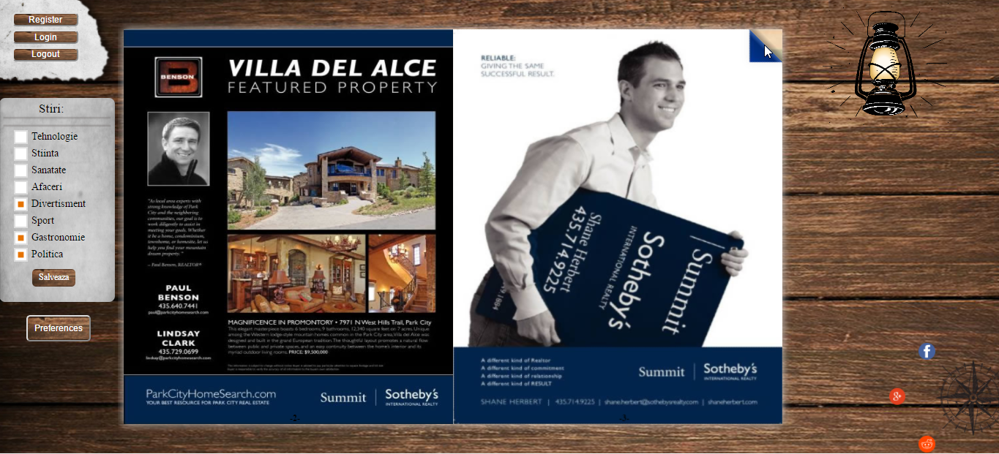 Register
Login
Logout
Stiri:
Tehnologie
Stiinta
Sanatate
Afaceri
Divertisment
Sport
Gastronomie
Politica
Salveaza
Preferences
BENSON
VILLA DEL ALCE
FEATURED PROPERTY
"As local area experts with
strong knowledge of Park
City and the neighboring
communities, our goal is to
work diligently to assist in
meeting your goals. Whether
it be a home, condominium,
townhome, or homesite, let us
help you find your mountain
dream property."
– Paul Benson, REALTOR®
PAUL
BENSON
435.640.7441
paul@parkcityhomesearch.com
LINDSAY
CLARK
435.729.0699
lindsay@parkcityhomesearch.com
MAGNIFICENCE IN PROMONTORY • 7971 N West Hills Trail, Park City
This elegant masterpiece boasts 6 bedrooms, 9 bathrooms, 12,340 square feet on 7 acres. Unique
among the Western lodge-style mountain homes common in the Park City area, Villa del Alce was
designed and built in the grand European tradition. The thoughtful layout promotes a natural flow
between public and private spaces, and an easy continuity between the home's interior and its
myriad outdoor living rooms. PRICE: $9,500,000
ParkCityHomeSearch.com
YOUR BEST RESOURCE FOR PARK CITY REAL ESTATE
Summit
Sotheby's
INTERNATIONAL REALTY
-2-
RELIABLE:
GIVING THE SAME
SUCCESSFUL RESULT.
Summit
Sotheby's
INTERNATIONAL REALTY
Shane Herbert
435.714.9225
A different kind of Realtor
A different kind of commitment
A different kind of relationship
A different kind of RESULT
Summit
Sotheby's
INTERNATIONAL REALTY
SHANE HERBERT | 435.714.9225 | shane.herbert@sothebysrealty.com | shaneherbert.com
-3-
f
g+